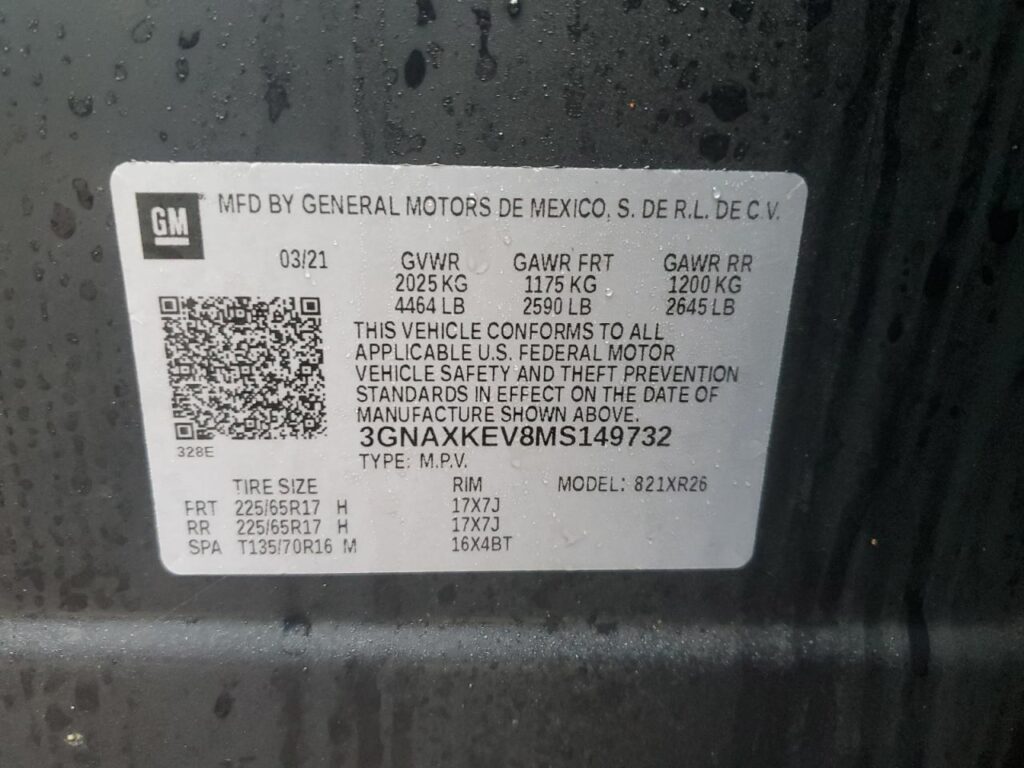 GM MFD BY GENERAL MOTORS DE MEXICO, S. DE R.L. DE C.V.
03/21 GVWR GAWR FRT GAWR RR
2025 KG 1175 KG 1200 KG
4464 LB 2590 LB 2645 LB
THIS VEHICLE CONFORMS TO ALL
APPLICABLE U.S. FEDERAL MOTOR
VEHICLE SAFETY AND THEFT PREVENTION
STANDARDS IN EFFECT ON THE DATE OF
MANUFACTURE SHOWN ABOVE.
3GNAXKEV8MS149732
328E
TYPE: M.P.V.
TIRE SIZE RIM MODEL: 821XR26
FRT 225/65R17 H 17X7J
RR 225/65R17 H 17X7J
SPA T135/70R16 M 16X4BT